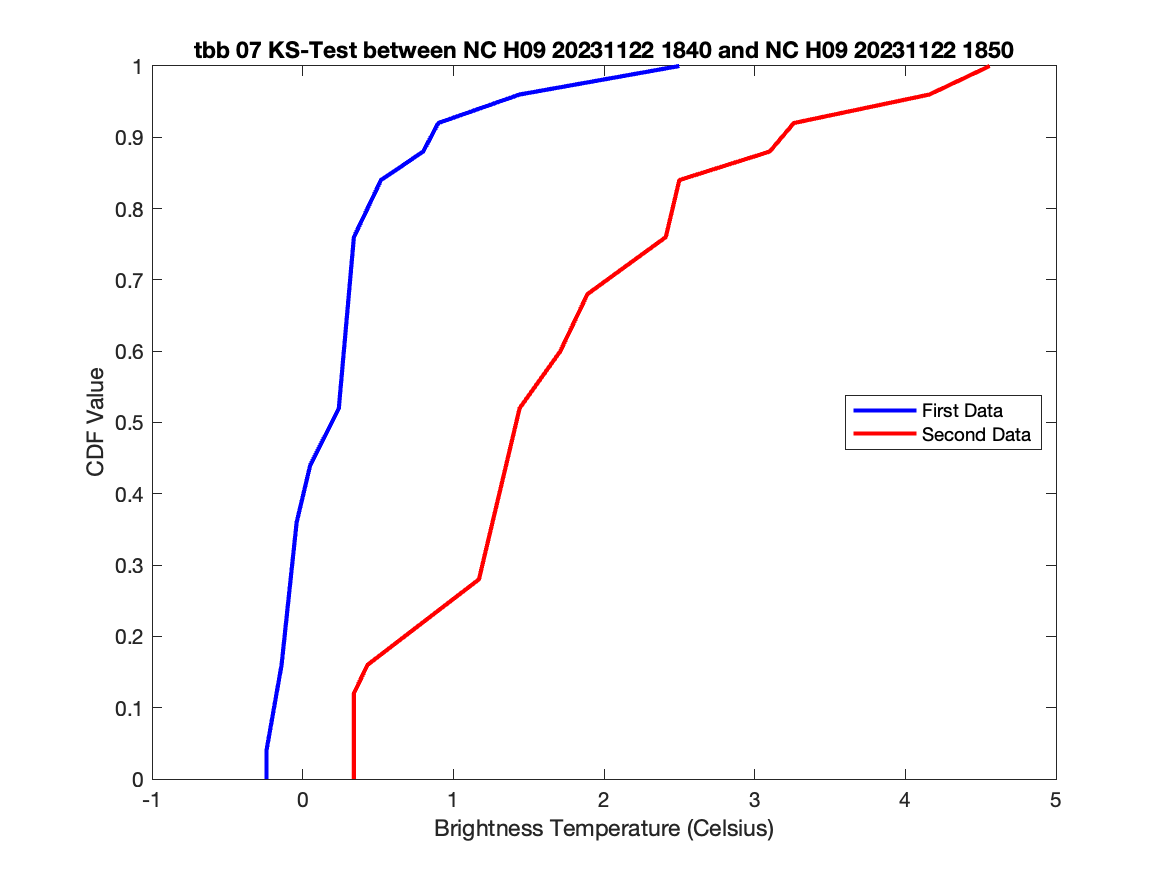 tbb 07 KS-Test between NC H09 20231122 1840 and NC H09 20231122 1850
1
0.9
0.8
0.7
0.6
0.5
0.4
0.3
0.2
0.1
0
CDF Value
First Data
Second Data
-1 0 1 2 3 4 5
Brightness Temperature (Celsius)